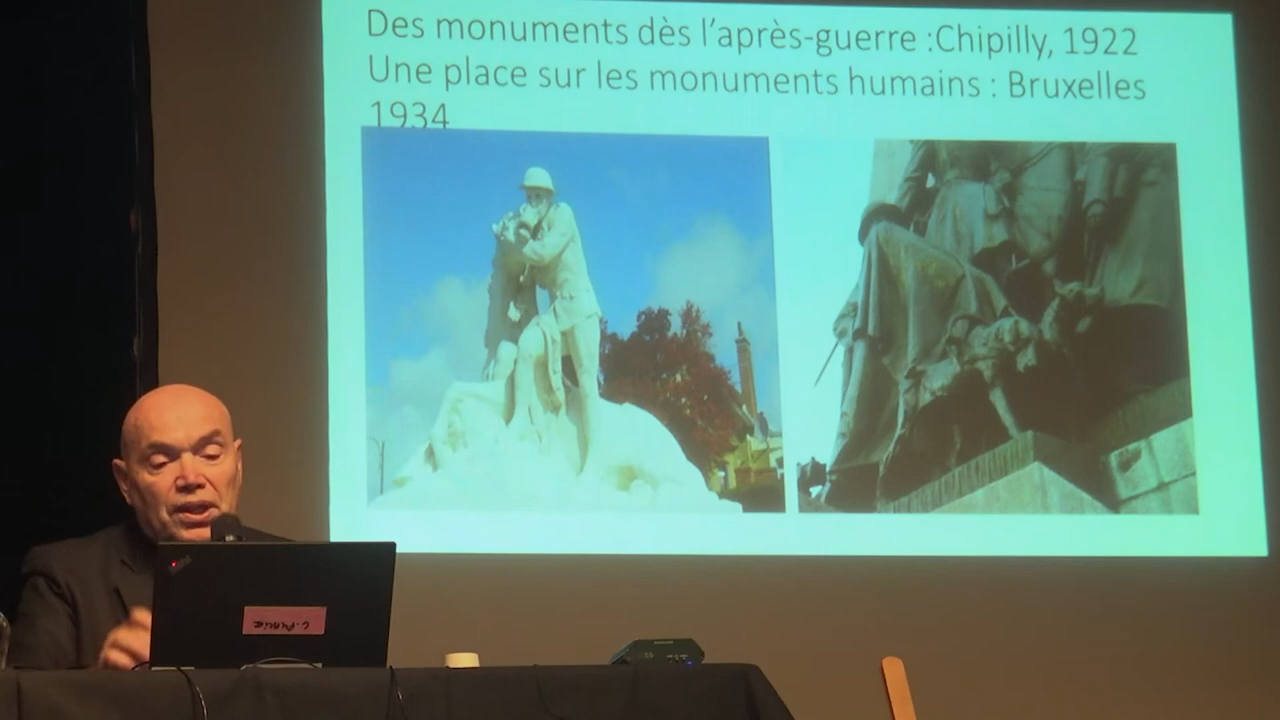 Des monuments dès l’après-guerre :Chipilly, 1922
Une place sur les monuments humains : Bruxelles
1934